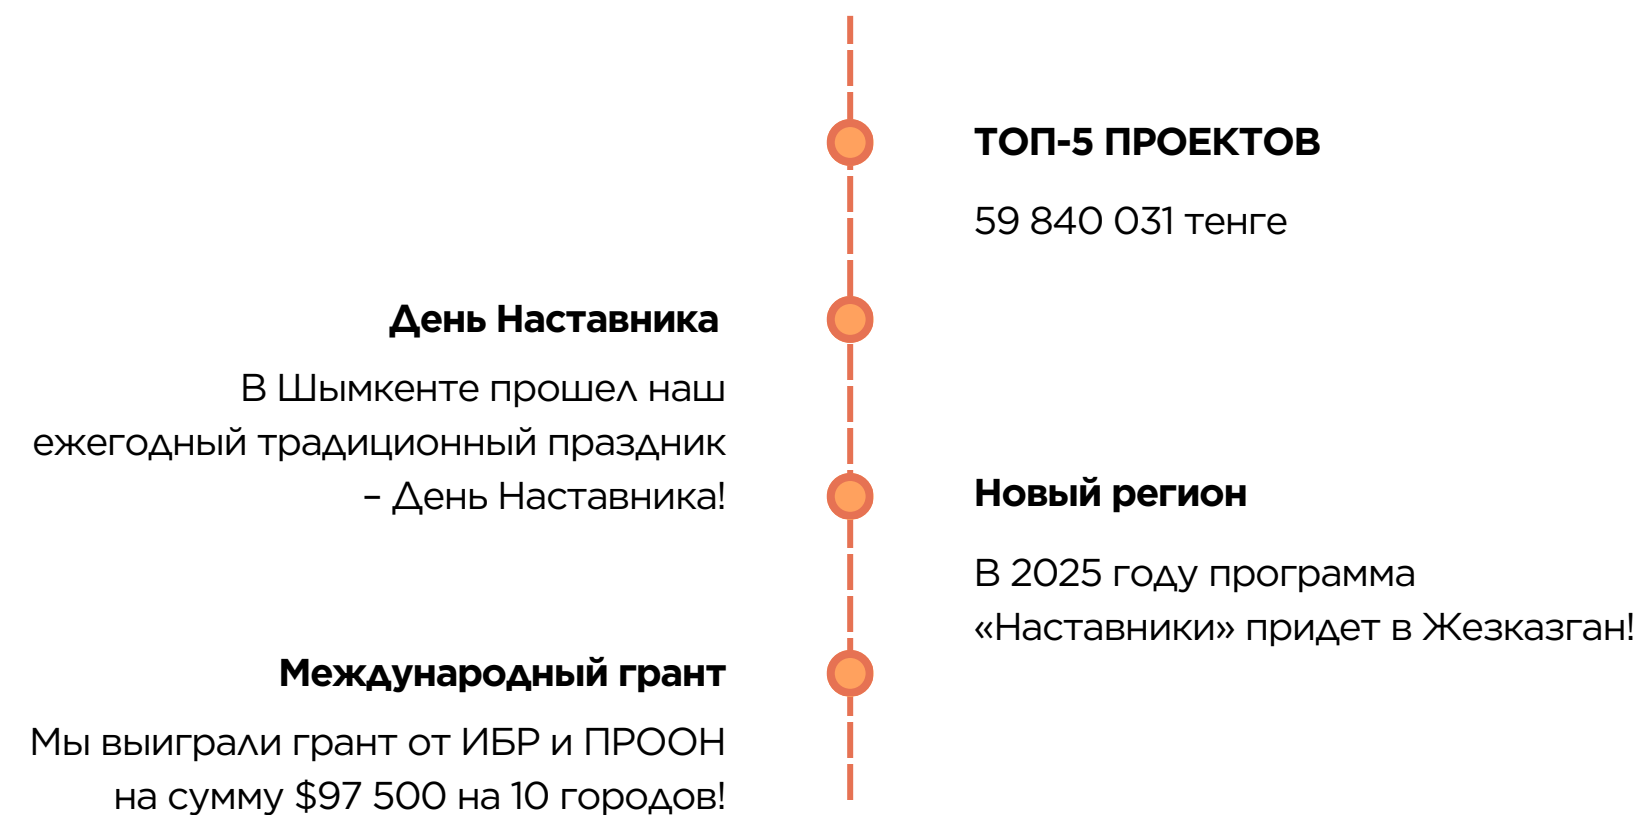 ТОП-5 ПРОЕКТОВ
59 840 031 тенге
День Наставника
В Шымкенте прошел наш
ежегодный традиционный праздник
– День Наставника!
Новый регион
В 2025 году программа
«Наставники» придет в Жезказган!
Международный грант
Мы выиграли грант от ИБР и ПРООН
на сумму $97 500 на 10 городов!